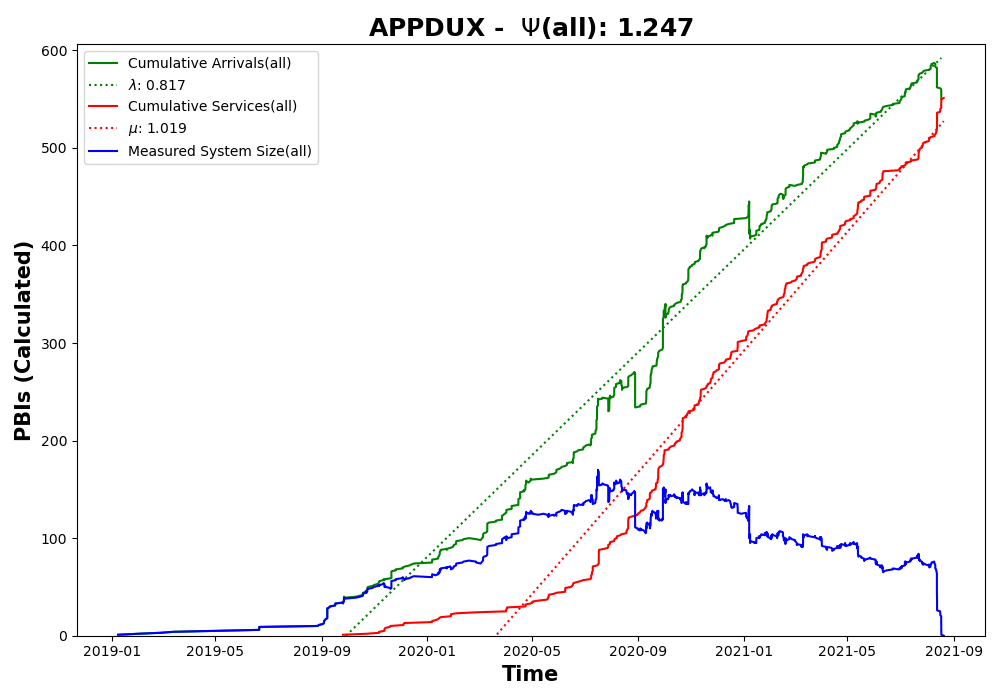 APPDUX - Ψ(all): 1.247
Cumulative Arrivals(all)
λ: 0.817
Cumulative Services(all)
μ: 1.019
Measured System Size(all)
600
500
400
300
200
100
0
PBIs (Calculated)
2019-01 2019-05 2019-09 2020-01 2020-05 2020-09 2021-01 2021-05 2021-09
Time